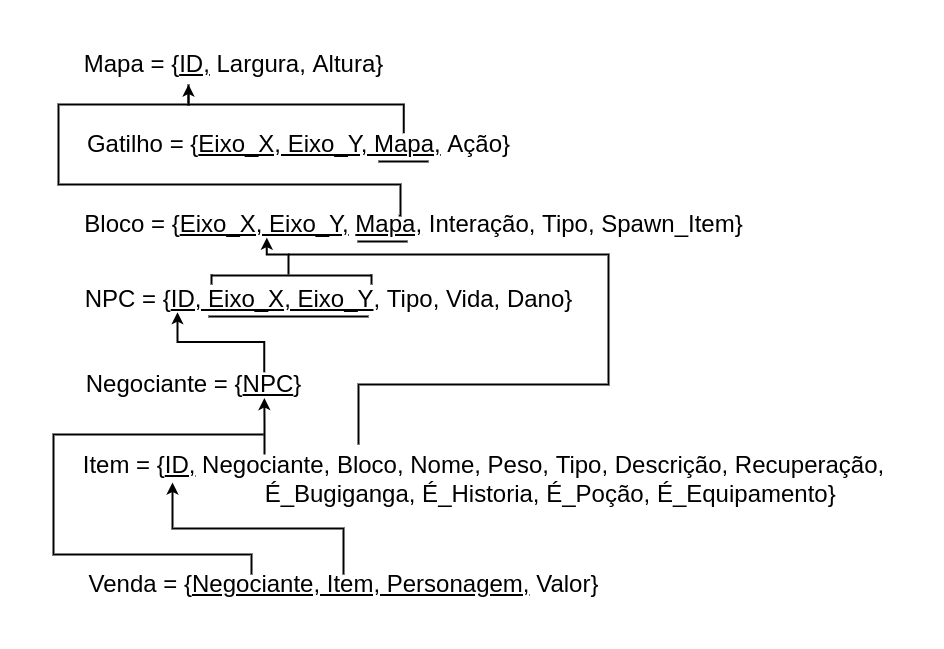 Mapa = {ID, Largura, Altura}
Gatilho = {Eixo_X, Eixo_Y, Mapa, Ação}
Bloco = {Eixo_X, Eixo_Y, Mapa, Interação, Tipo, Spawn_Item}
NPC = {ID, Eixo_X, Eixo_Y, Tipo, Vida, Dano}
Negociante = {NPC}
Item = {ID, Negociante, Bloco, Nome, Peso, Tipo, Descrição, Recuperação,
É_Bugiganga, É_Historia, É_Poção, É_Equipamento}
Venda = {Negociante, Item, Personagem, Valor}